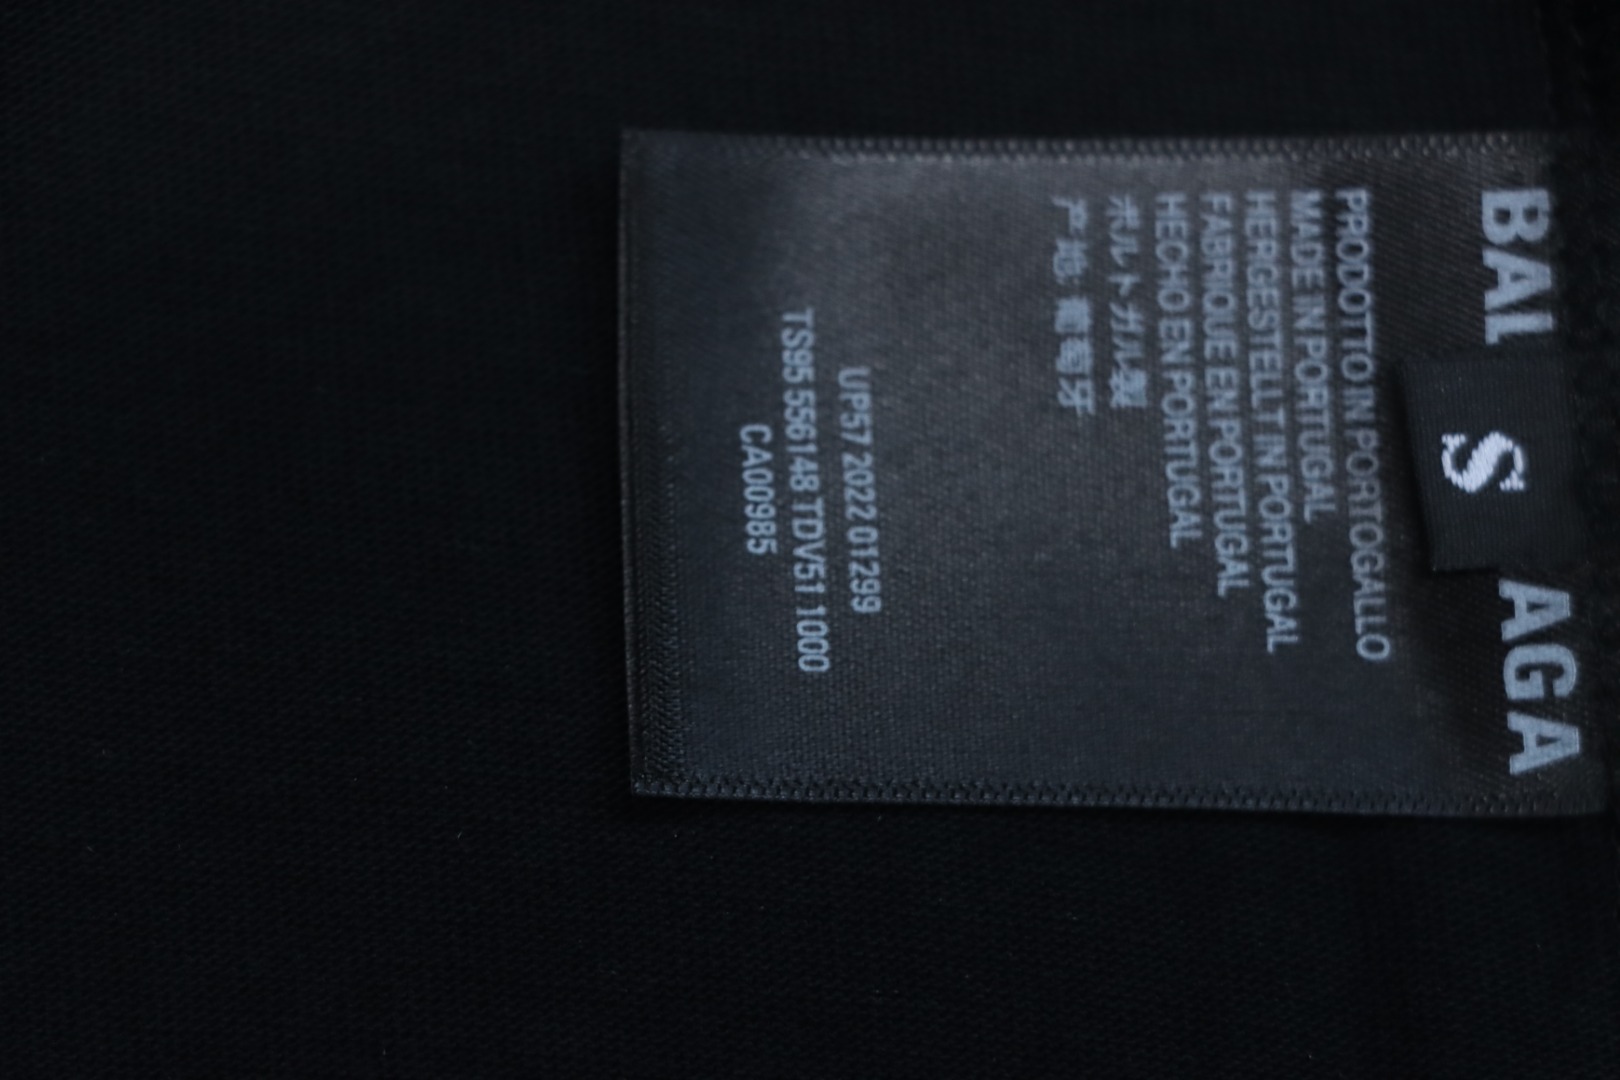 BAL AGA
S
PRODOTTO IN PORTOGALLO
MADE IN PORTUGAL
HERGESTELLT IN PORTUGAL
FABRIQUE EN PORTUGAL
HECHO EN PORTUGAL
ポルトガル製
产地:葡萄牙
UP57 2022 01299
TS95 556148 TDV51 1000
CA00985